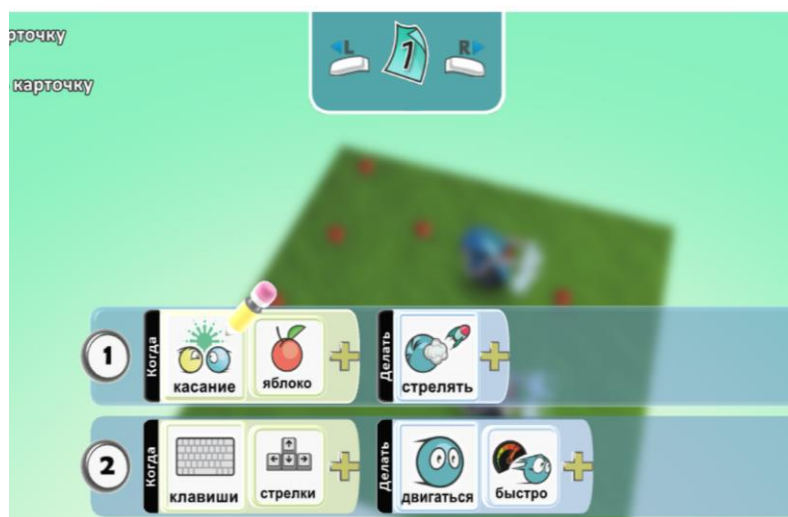 рточку
карточку
L 1 R
1 Когда касание яблоко Делать стрелять
2 Когда клавиши стрелки Делать двигаться быстро